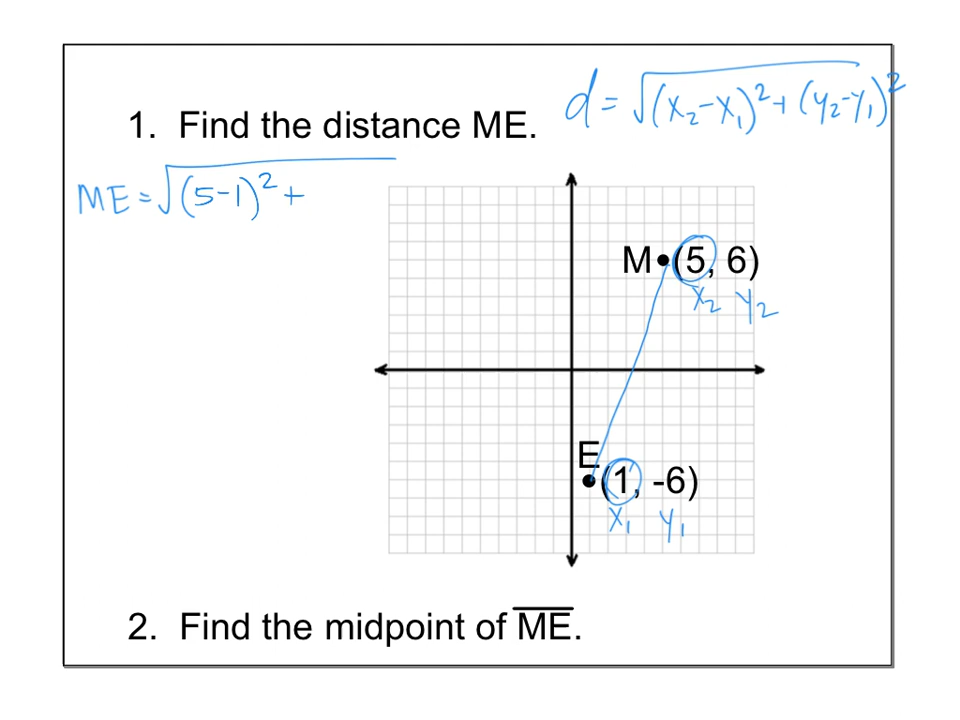 1. Find the distance ME.
d = √(x₂-x₁)² + (y₂-y₁)²
ME = √(5-1)² +
M (5, 6)
x₂ y₂
E
(1, -6)
x₁ y₁
2. Find the midpoint of M̅E̅.